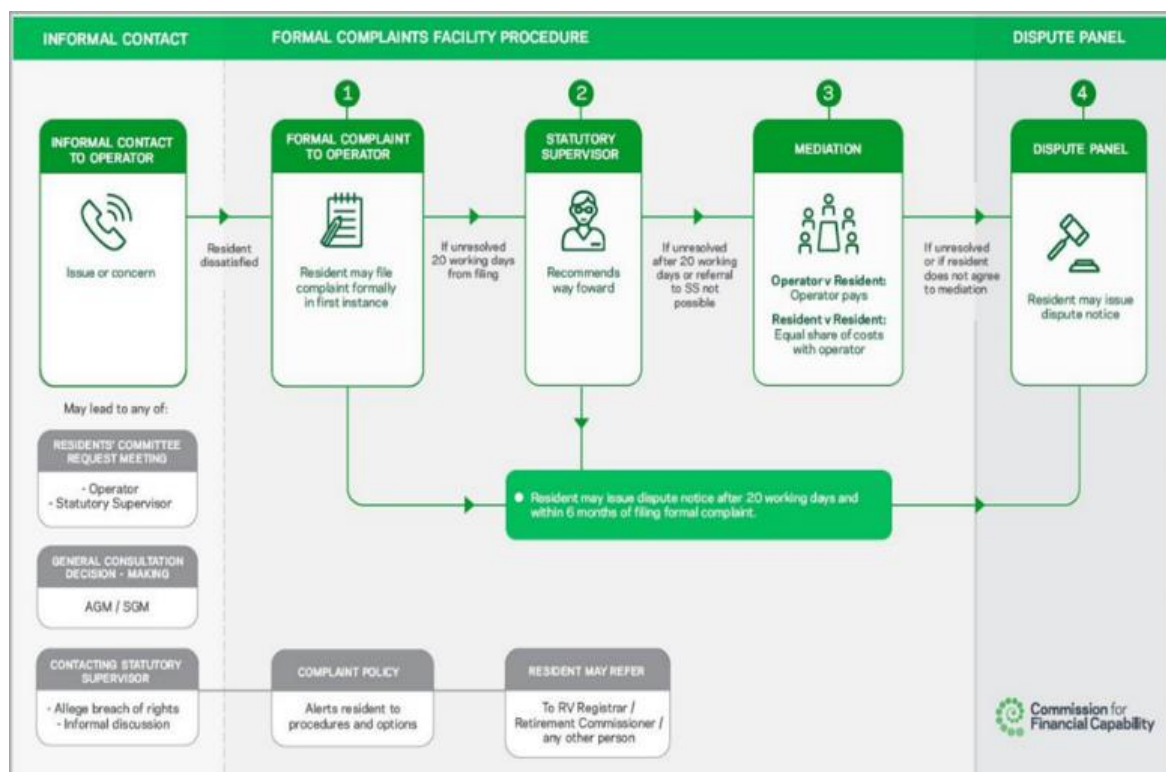 INFORMAL CONTACT
FORMAL COMPLAINTS FACILITY PROCEDURE
DISPUTE PANEL
INFORMAL CONTACT
TO OPERATOR
Issue or concern
Resident
dissatisfied
1
FORMAL COMPLAINT
TO OPERATOR
Resident may file
complaint formally
in first instance
If unresolved
20 working days
from filing
2
STATUTORY
SUPERVISOR
Recommends
way foward
If unresolved
after 20 working
days or referral
to SS not
possible
3
MEDIATION
Operator v Resident:
Operator pays
Resident v Resident:
Equal share of costs
with operator
If unresolved
or if resident
does not agree
to mediation
4
DISPUTE PANEL
Resident may issue
dispute notice
Resident may issue dispute notice after 20 working days and
within 6 months of filing formal complaint.
May lead to any of:
RESIDENTS' COMMITTEE
REQUEST MEETING
- Operator
- Statutory Supervisor
GENERAL CONSULTATION
DECISION - MAKING
AGM / SGM
CONTACTING STATUTORY
SUPERVISOR
- Allege breach of rights
- Informal discussion
COMPLAINT POLICY
Alerts resident to
procedures and options
RESIDENT MAY REFER
To RV Registrar /
Retirement Commissioner /
any other person
Commission for
Financial Capability